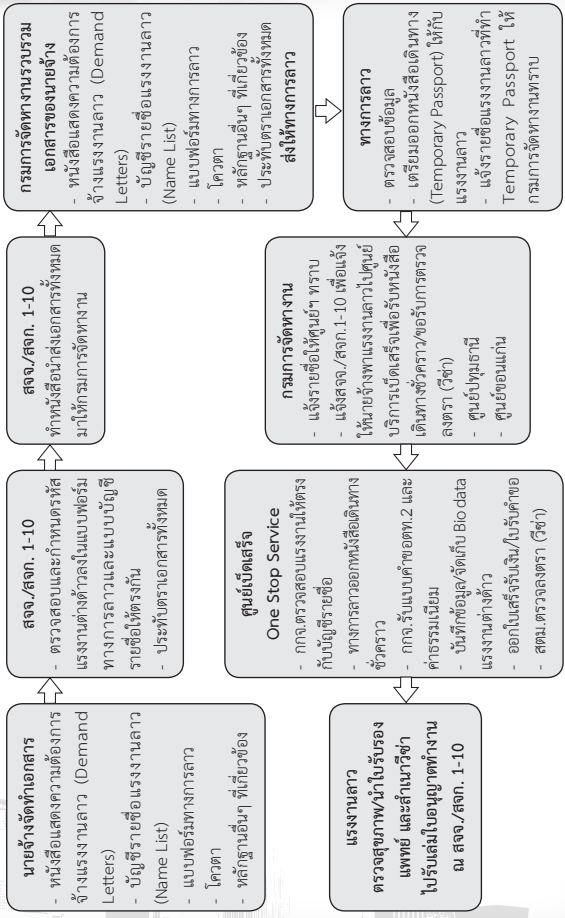 นายจ้างจัดทำเอกสาร
- หนังสือแสดงความต้องการ
จ้างแรงงานลาว (Demand
Letters)
- บัญชีรายชื่อแรงงานลาว
(Name List)
- แบบฟอร์มทางการลาว
- โควตา
- หลักฐานอื่นๆ ที่เกี่ยวข้อง
สจจ./สจก. 1-10
- ตรวจสอบและกำหนดรหัส
แรงงานต่างด้าวลงในแบบฟอร์ม
ทางการลาวและแบบบัญชี
รายชื่อให้ตรงกัน
- ประทับตราเอกสารทั้งหมด
สจจ./สจก. 1-10
ทำหนังสือนำส่งเอกสารทั้งหมด
มาให้กรมการจัดหางาน
กรมการจัดหางานรวบรวม
เอกสารของนายจ้าง
- หนังสือแสดงความต้องการ
จ้างแรงงานลาว (Demand
Letters)
- บัญชีรายชื่อแรงงานลาว
(Name List)
- แบบฟอร์มทางการลาว
- โควตา
- หลักฐานอื่นๆ ที่เกี่ยวข้อง
- ประทับตราเอกสารทั้งหมด
ส่งให้ทางการลาว
ทางการลาว
- ตรวจสอบข้อมูล
- เตรียมออกหนังสือเดินทาง
(Temporary Passport) ให้กับ
แรงงานลาว
- แจ้งรายชื่อแรงงานลาวที่ทำ
Temporary Passport ให้
กรมการจัดหางานทราบ
กรมการจัดหางาน
- แจ้งรายชื่อให้ศูนย์ฯ ทราบ
- แจ้งสจจ./สจก.1-10 เพื่อแจ้ง
ให้นายจ้างพาแรงงานลาวไปศูนย์
บริการเบ็ดเสร็จเพื่อรับหนังสือ
เดินทางชั่วคราว/ขอรับการตรวจ
ลงตรา (วีซ่า)
- ศูนย์ปทุมธานี
- ศูนย์ขอนแก่น
ศูนย์เบ็ดเสร็จ
One Stop Service
- กกจ.ตรวจสอบแรงงานให้ตรง
กับบัญชีรายชื่อ
- ทางการลาวออกหนังสือเดินทาง
ชั่วคราว
- กกจ.รับแบบคำขอตท.2 และ
ค่าธรรมเนียม
- บันทึกข้อมูล/จัดเก็บ Bio data
แรงงานต่างด้าว
- ออกใบเสร็จรับเงิน/ใบรับคำขอ
- สตม.ตรวจลงตรา (วีซ่า)
แรงงานลาว
ตรวจสุขภาพ/นำใบรับรอง
แพทย์ และสำเนาวีซ่า
ไปรับเล่มใบอนุญาตทำงาน
ณ สจจ./สจก. 1-10